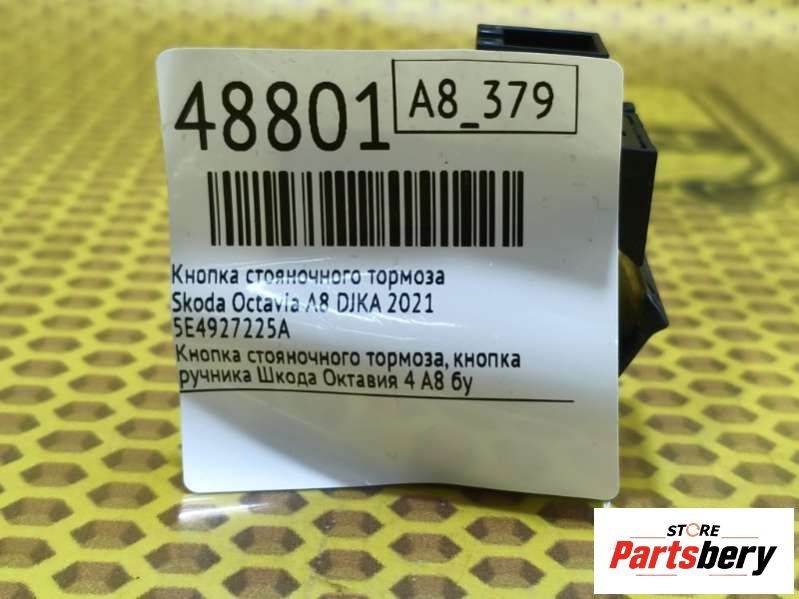 48801
A8_379
Кнопка стояночного тормоза
Skoda Octavia A8 DJKA 2021
5E4927225A
Кнопка стояночного тормоза, кнопка
ручника Шкода Октавия 4 А8 бу
STORE
Partsbery